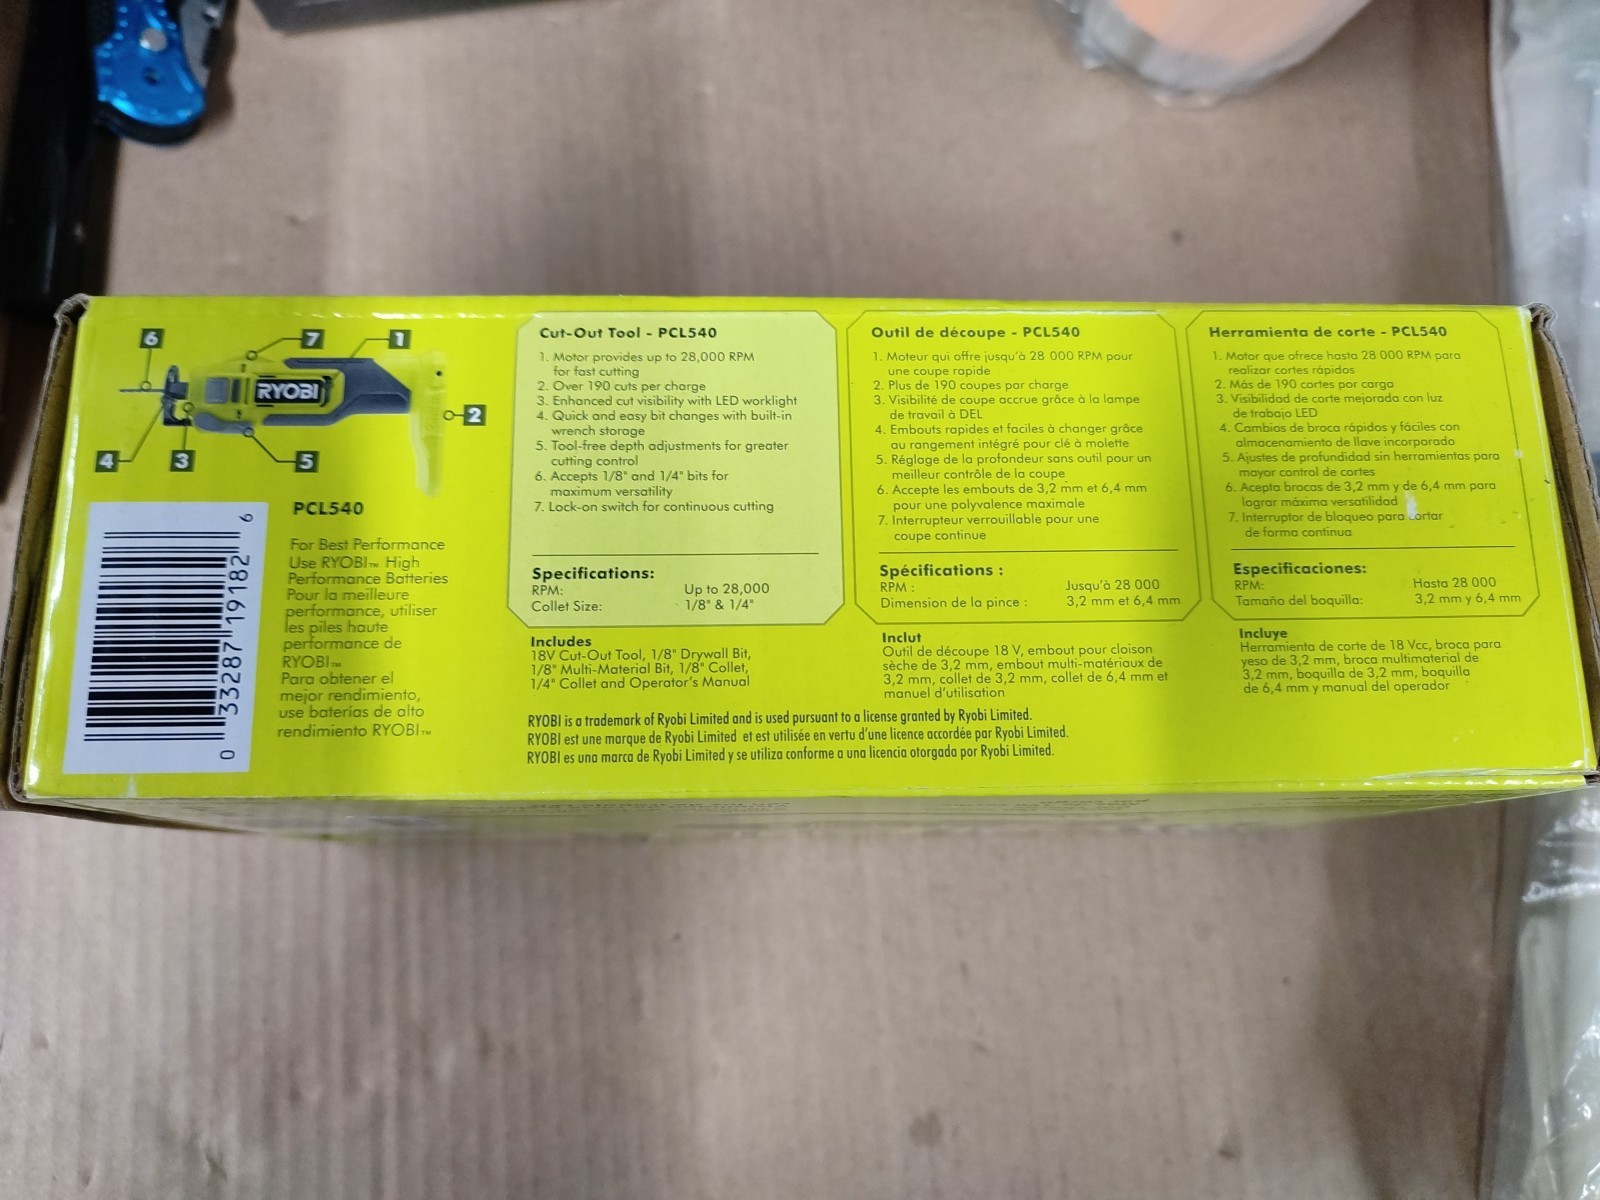 6
7
1
RYOBI
2
4
3
5
PCL540
For Best Performance
Use RYOBI™ High
Performance Batteries
Pour la meilleure
performance, utiliser
les piles haute
performance de
RYOBI™
Para obtener el
mejor rendimiento,
use baterías de alto
rendimiento RYOBI™
0 33287 19182 6
Cut-Out Tool - PCL540
1. Motor provides up to 28,000 RPM
for fast cutting
2. Over 190 cuts per charge
3. Enhanced cut visibility with LED worklight
4. Quick and easy bit changes with built-in
wrench storage
5. Tool-free depth adjustments for greater
cutting control
6. Accepts 1/8" and 1/4" bits for
maximum versatility
7. Lock-on switch for continuous cutting
Specifications:
RPM: Up to 28,000
Collet Size: 1/8" & 1/4"
Includes
18V Cut-Out Tool, 1/8" Drywall Bit,
1/8" Multi-Material Bit, 1/8" Collet,
1/4" Collet and Operator's Manual
Outil de découpe - PCL540
1. Moteur qui offre jusqu'à 28 000 RPM pour
une coupe rapide
2. Plus de 190 coupes par charge
3. Visibilité de coupe accrue grâce à la lampe
de travail à DEL
4. Embouts rapides et faciles à changer grâce
au rangement intégré pour clé à molette
5. Réglage de la profondeur sans outil pour un
meilleur contrôle de la coupe
6. Accepte les embouts de 3,2 mm et 6,4 mm
pour une polyvalence maximale
7. Interrupteur verrouillable pour une
coupe continue
Spécifications :
RPM : Jusqu'à 28 000
Dimension de la pince : 3,2 mm et 6,4 mm
Inclut
Outil de découpe 18 V, embout pour cloison
sèche de 3,2 mm, embout multi-matériaux de
3,2 mm, collet de 3,2 mm, collet de 6,4 mm et
manuel d'utilisation
Herramienta de corte - PCL540
1. Motor que ofrece hasta 28 000 RPM para
realizar cortes rápidos
2. Más de 190 cortes por carga
3. Visibilidad de corte mejorada con luz
de trabajo LED
4. Cambios de broca rápidos y fáciles con
almacenamiento de llave incorporado
5. Ajustes de profundidad sin herramientas para
mayor control de cortes
6. Acepta brocas de 3,2 mm y de 6,4 mm para
lograr máxima versatilidad
7. Interruptor de bloqueo para cortar
de forma continua
Especificaciones:
RPM: Hasta 28 000
Tamaño del boquilla: 3,2 mm y 6,4 mm
Incluye
Herramienta de corte de 18 Vcc, broca para
yeso de 3,2 mm, broca multimaterial de
3,2 mm, boquilla de 3,2 mm, boquilla
de 6,4 mm y manual del operador
RYOBI is a trademark of Ryobi Limited and is used pursuant to a license granted by Ryobi Limited.
RYOBI est une marque de Ryobi Limited et est utilisée en vertu d'une licence accordée par Ryobi Limited.
RYOBI es una marca de Ryobi Limited y se utiliza conforme a una licencia otorgada por Ryobi Limited.